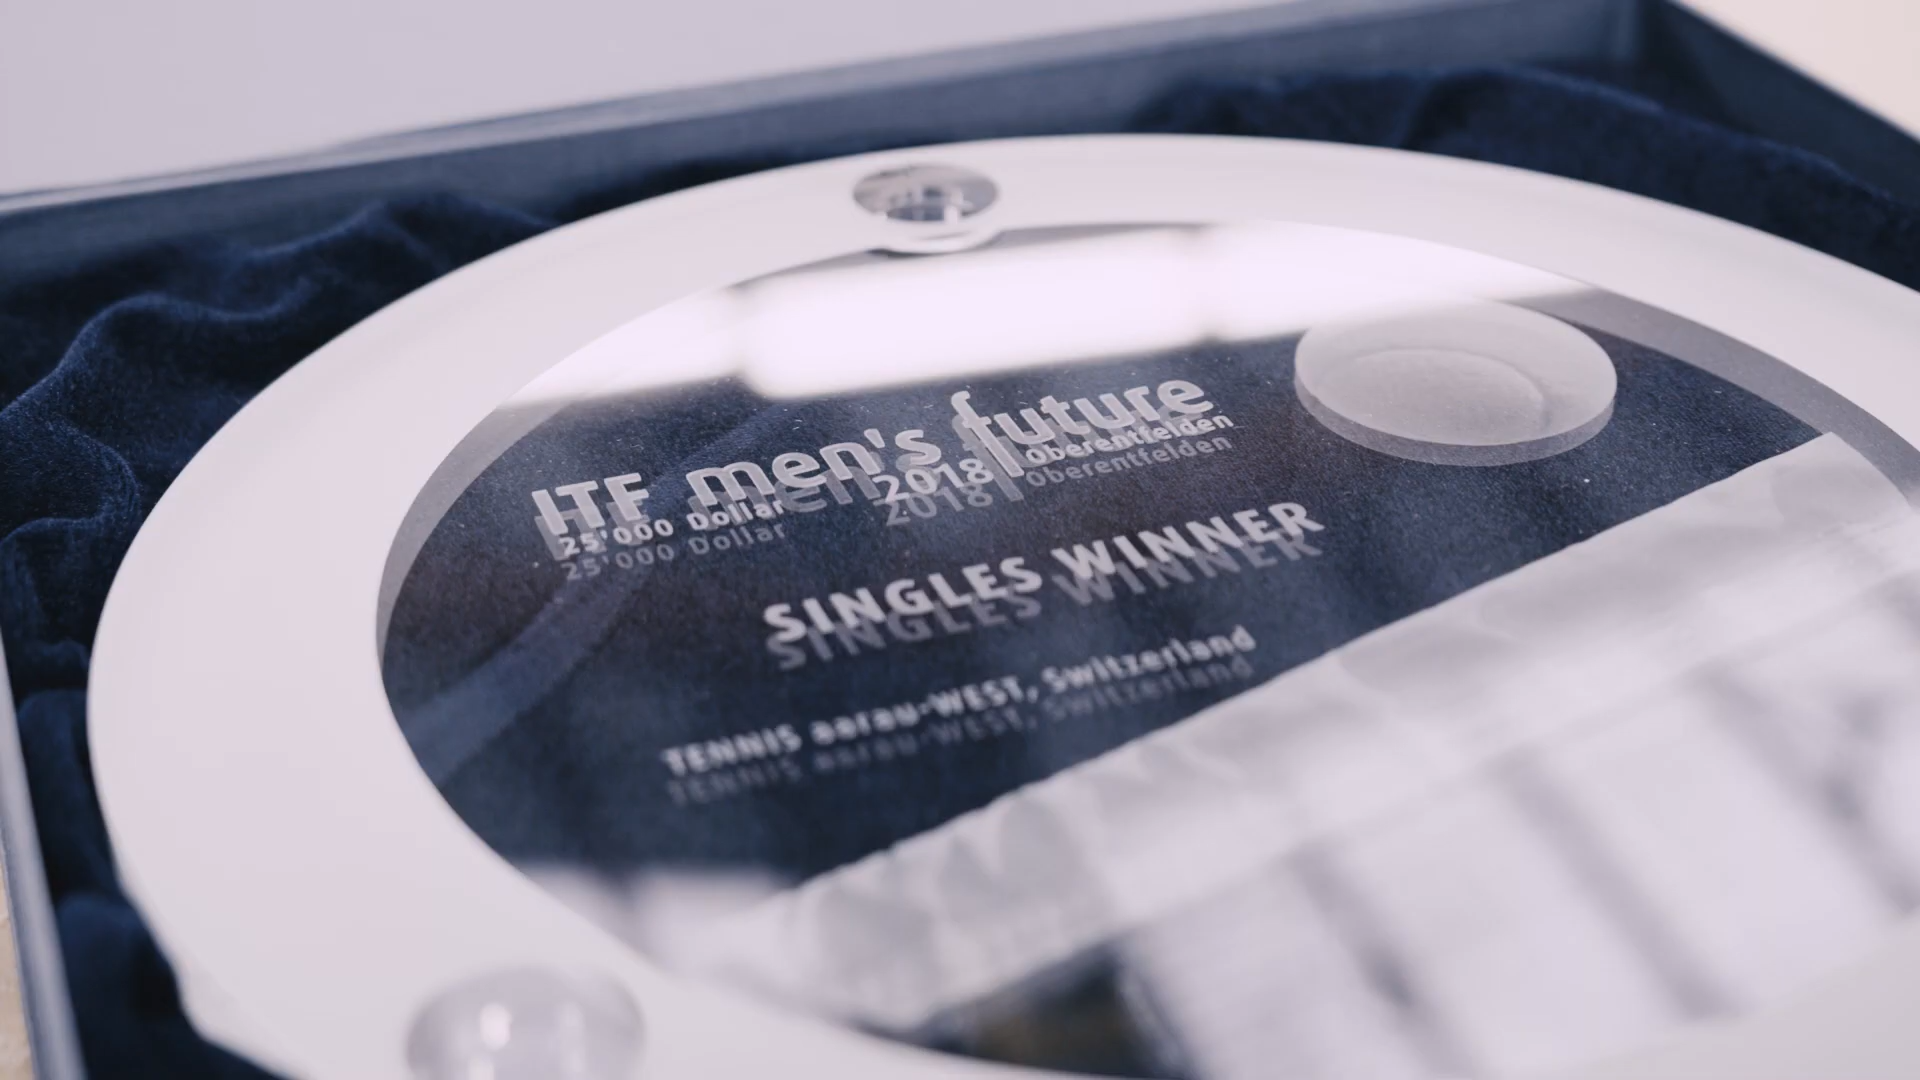 ITF men's future
25'000 Dollar 2018 Oberentfelden
SINGLES WINNER
TENNIS aarau-WEST, Switzerland